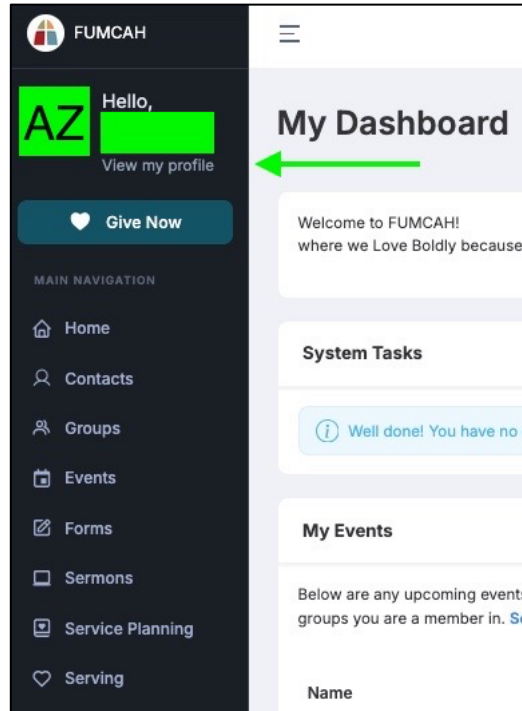 FUMCAH
AZ
Hello,
View my profile
Give Now
MAIN NAVIGATION
Home
Contacts
Groups
Events
Forms
Sermons
Service Planning
Serving
My Dashboard
Welcome to FUMCAH!
where we Love Boldly because
System Tasks
Well done! You have no
My Events
Below are any upcoming events
groups you are a member in.
Name